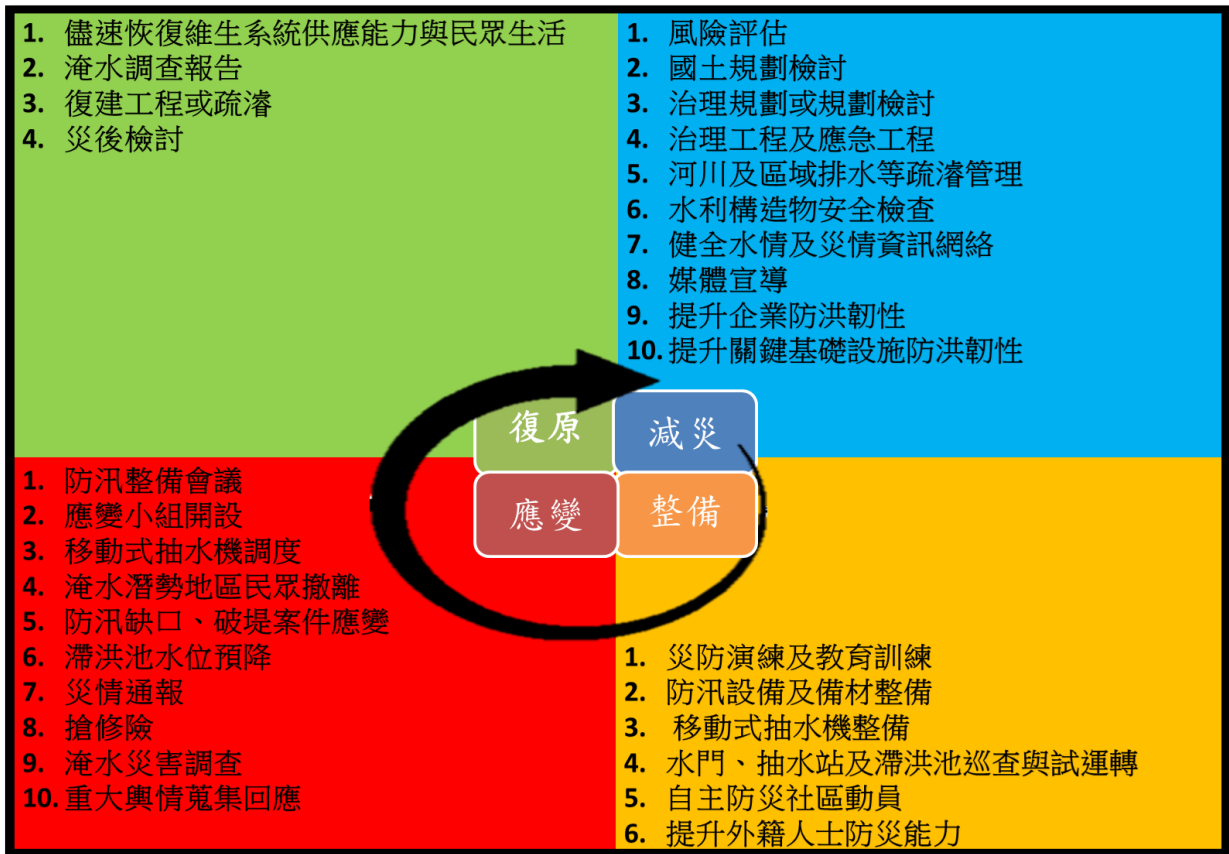 1. 儘速恢復維生系統供應能力與民眾生活
2. 淹水調查報告
3. 復建工程或疏濬
4. 災後檢討
1. 風險評估
2. 國土規劃檢討
3. 治理規劃或規劃檢討
4. 治理工程及應急工程
5. 河川及區域排水等疏濬管理
6. 水利構造物安全檢查
7. 健全水情及災情資訊網絡
8. 媒體宣導
9. 提升企業防洪韌性
10. 提升關鍵基礎設施防洪韌性
復原
減災
應變
整備
1. 防汛整備會議
2. 應變小組開設
3. 移動式抽水機調度
4. 淹水潛勢地區民眾撤離
5. 防汛缺口、破堤案件應變
6. 滯洪池水位預降
7. 災情通報
8. 搶修險
9. 淹水災害調查
10. 重大輿情蒐集回應
1. 災防演練及教育訓練
2. 防汛設備及備材整備
3. 移動式抽水機整備
4. 水門、抽水站及滯洪池巡查與試運轉
5. 自主防災社區動員
6. 提升外籍人士防災能力